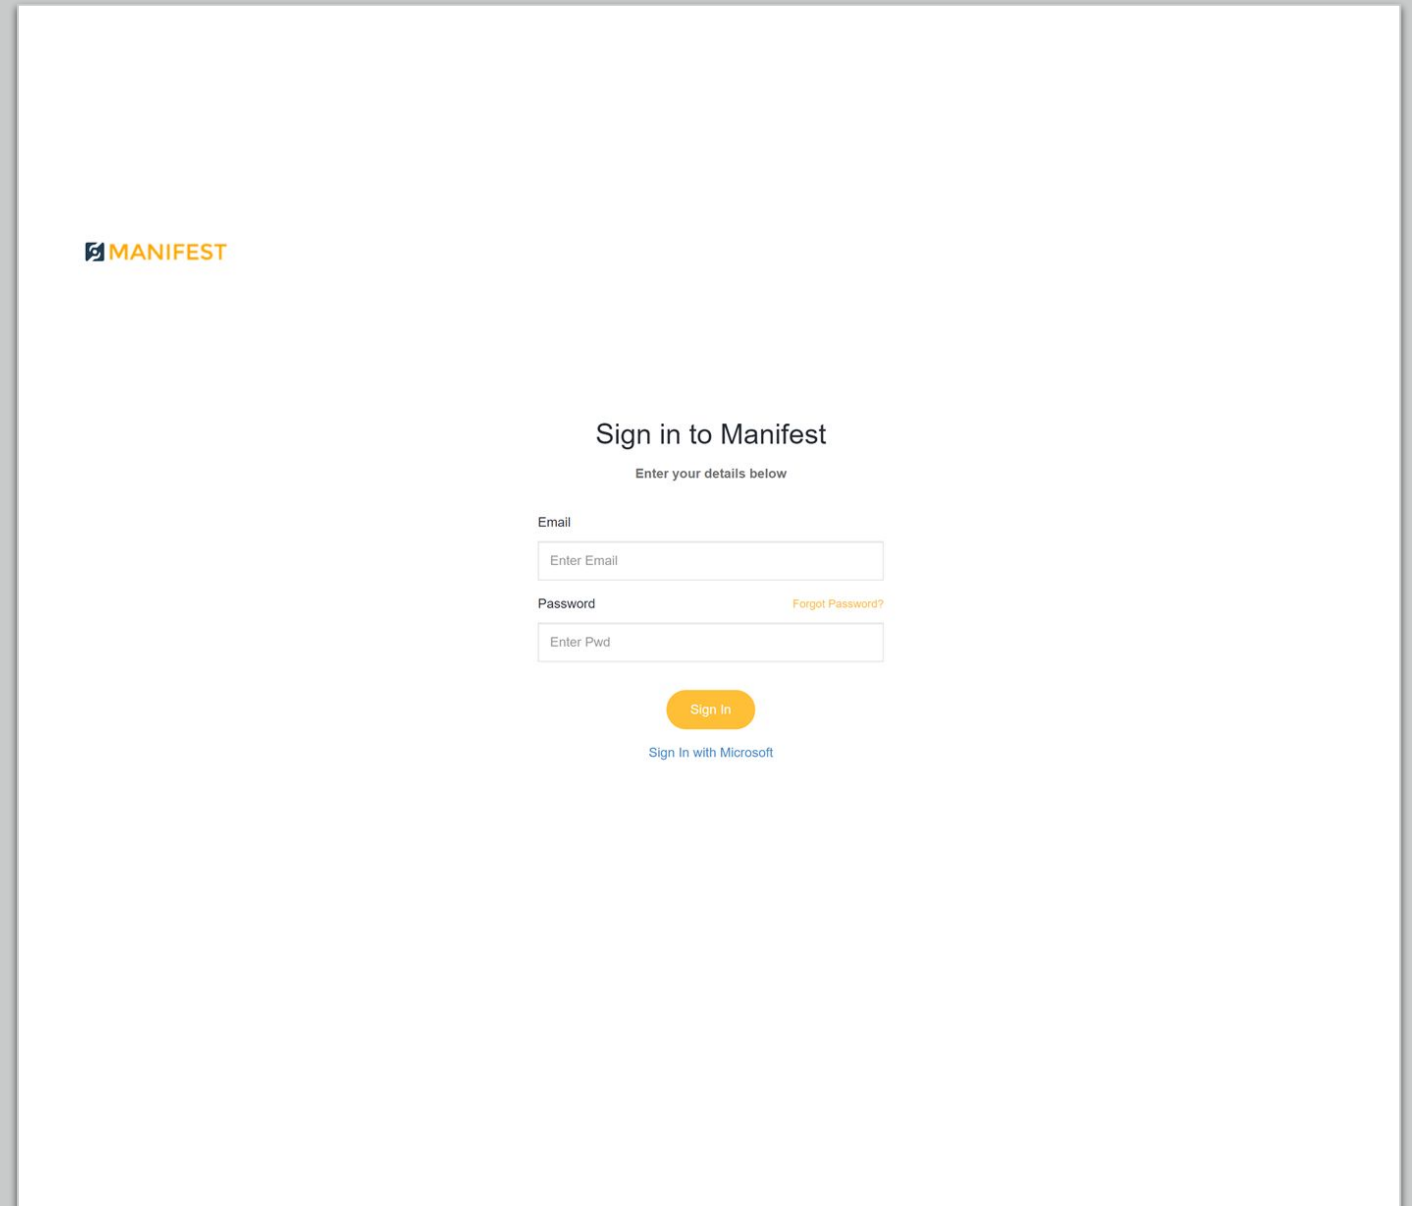 MANIFEST
Sign in to Manifest
Enter your details below
Email
Enter Email
Password Forgot Password?
Enter Pwd
Sign In
Sign In with Microsoft